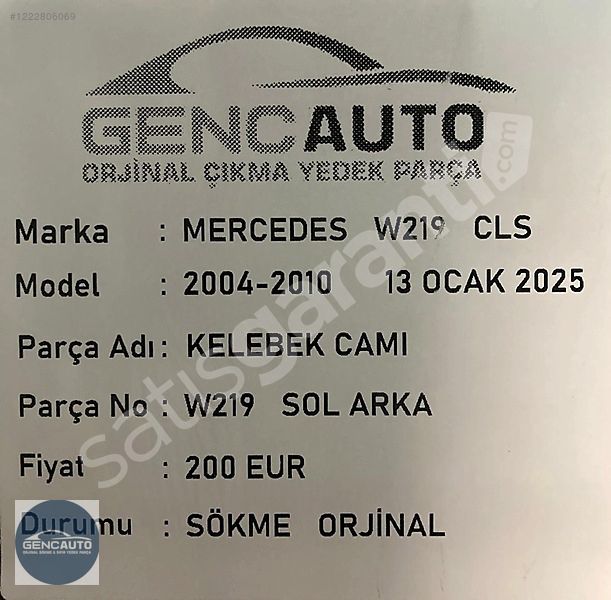 #1222806069
GENCAUTO
ORJİNAL ÇIKMA YEDEK PARÇA
satisgaranti.com
Marka : MERCEDES W219 CLS
Model : 2004-2010 13 OCAK 2025
Parça Adı : KELEBEK CAMI
Parça No : W219 SOL ARKA
Fiyat : 200 EUR
Durumu : SÖKME ORJİNAL
GENCAUTO